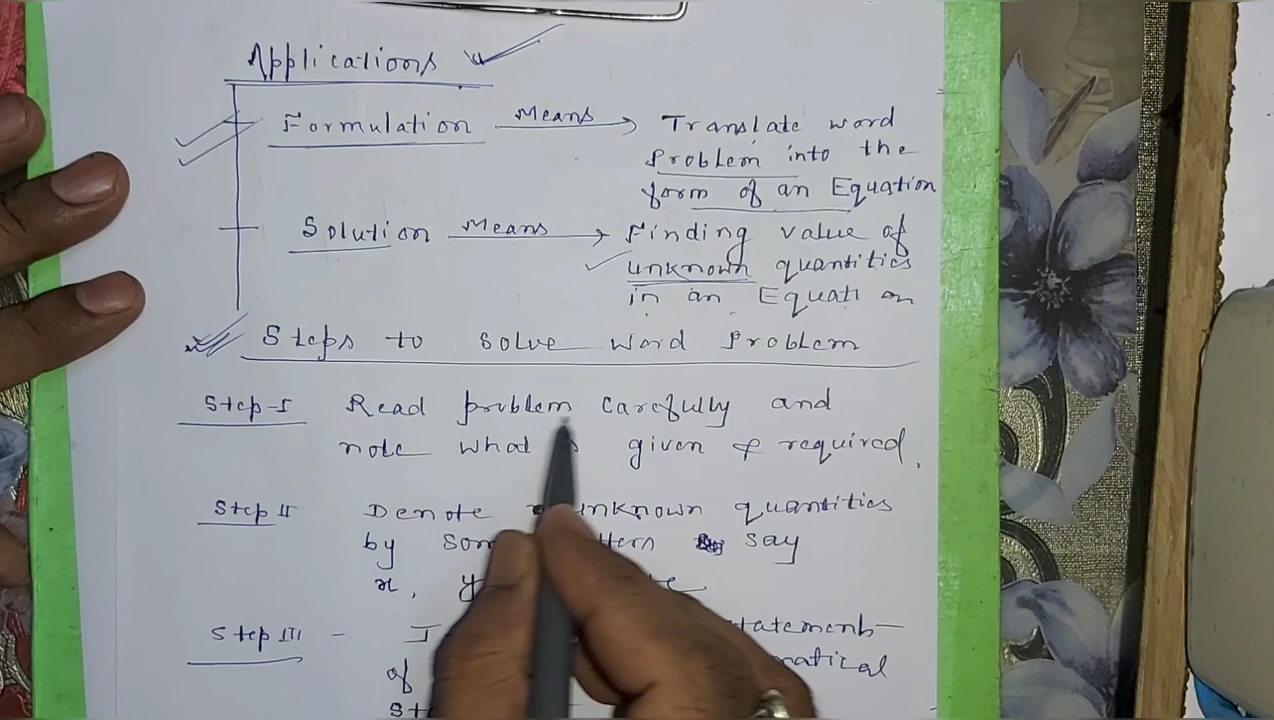 Applications
Formulation Means Translate word
problem into the
form of an Equation
Solution Means Finding value of
unknown quantities
in an Equation
Steps to solve word Problem
Step-I Read problem carefully and
note what given & required.
Step II Denote unknown quantities
by say
x, y
Step III - statement
of